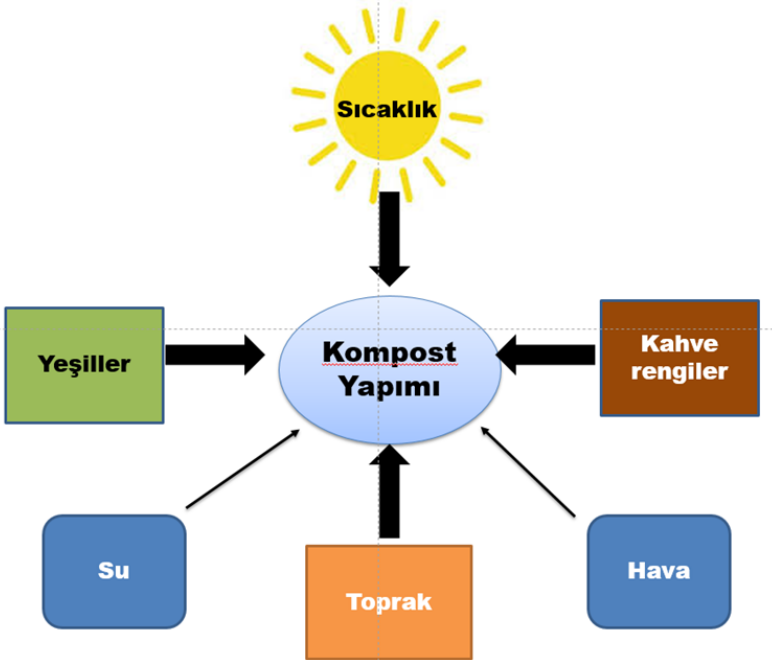 Sıcaklık
Yeşiller
Kompost
Yapımı
Kahve
rengiler
Su
Toprak
Hava